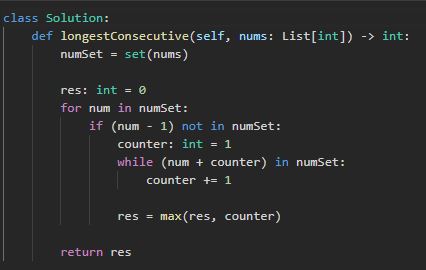 class Solution:
    def longestConsecutive(self, nums: List[int]) -> int:
        numSet = set(nums)

        res: int = 0
        for num in numSet:
            if (num - 1) not in numSet:
                counter: int = 1
                while (num + counter) in numSet:
                    counter += 1

                res = max(res, counter)

        return res